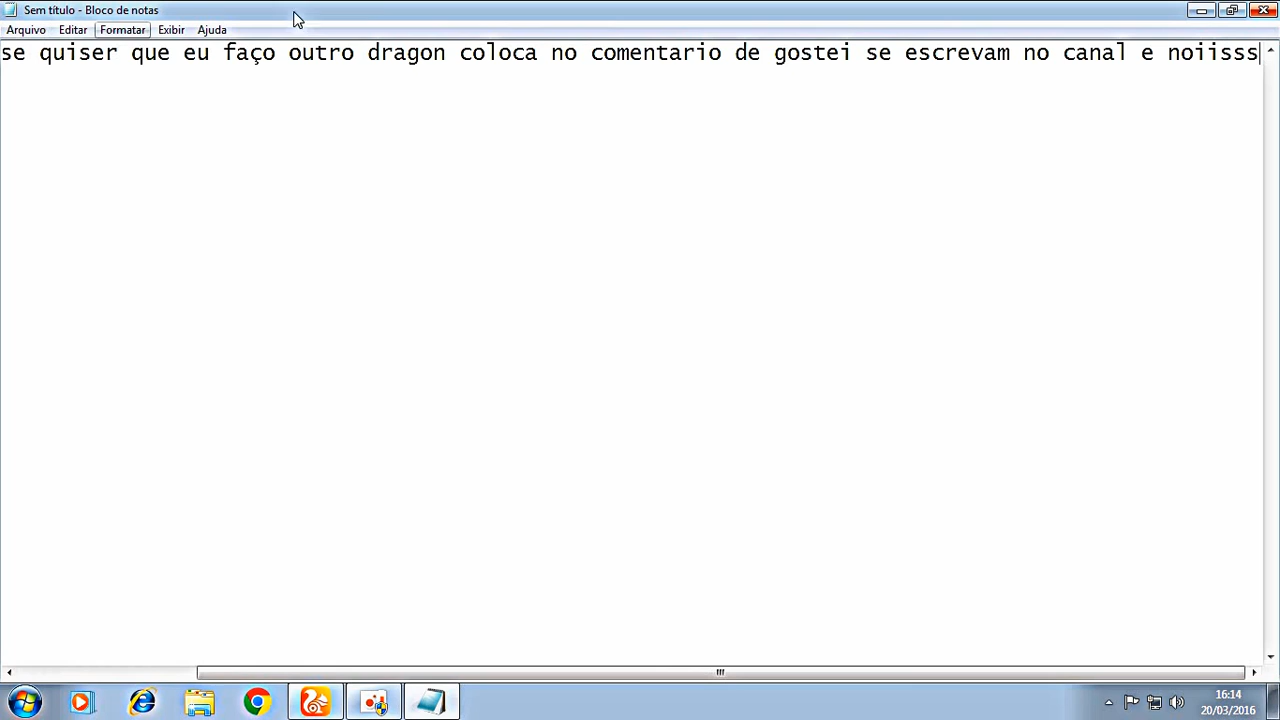 Sem título - Bloco de notas
Arquivo Editar Formatar Exibir Ajuda
se quiser que eu faço outro dragon coloca no comentario de gostei se escrevam no canal e noiisss
16:14
20/03/2016